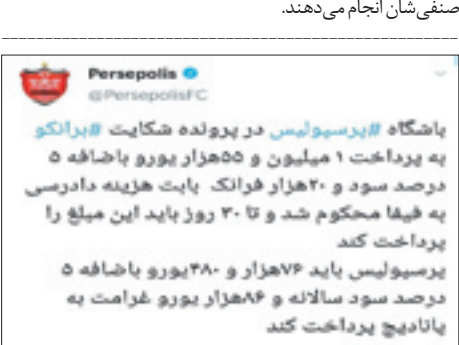 صنفی‌شان انجام می‌دهند.
Persepolis
@PersepolisFC
باشگاه #پرسپولیس در پرونده شکایت #برانکو
به پرداخت ۱ میلیون و ۵۵هزار یورو باضافه ۵
درصد سود و ۲۰هزار فرانک بابت هزینه دادرسی
به فیفا محکوم شد و تا ۳۰ روز باید این مبلغ را
پرداخت کند
پرسپولیس باید ۷۶هزار و ۴۸۰یورو باضافه ۵
درصد سود سالانه و ۸۶هزار یورو غرامت به
پانادیچ پرداخت کند